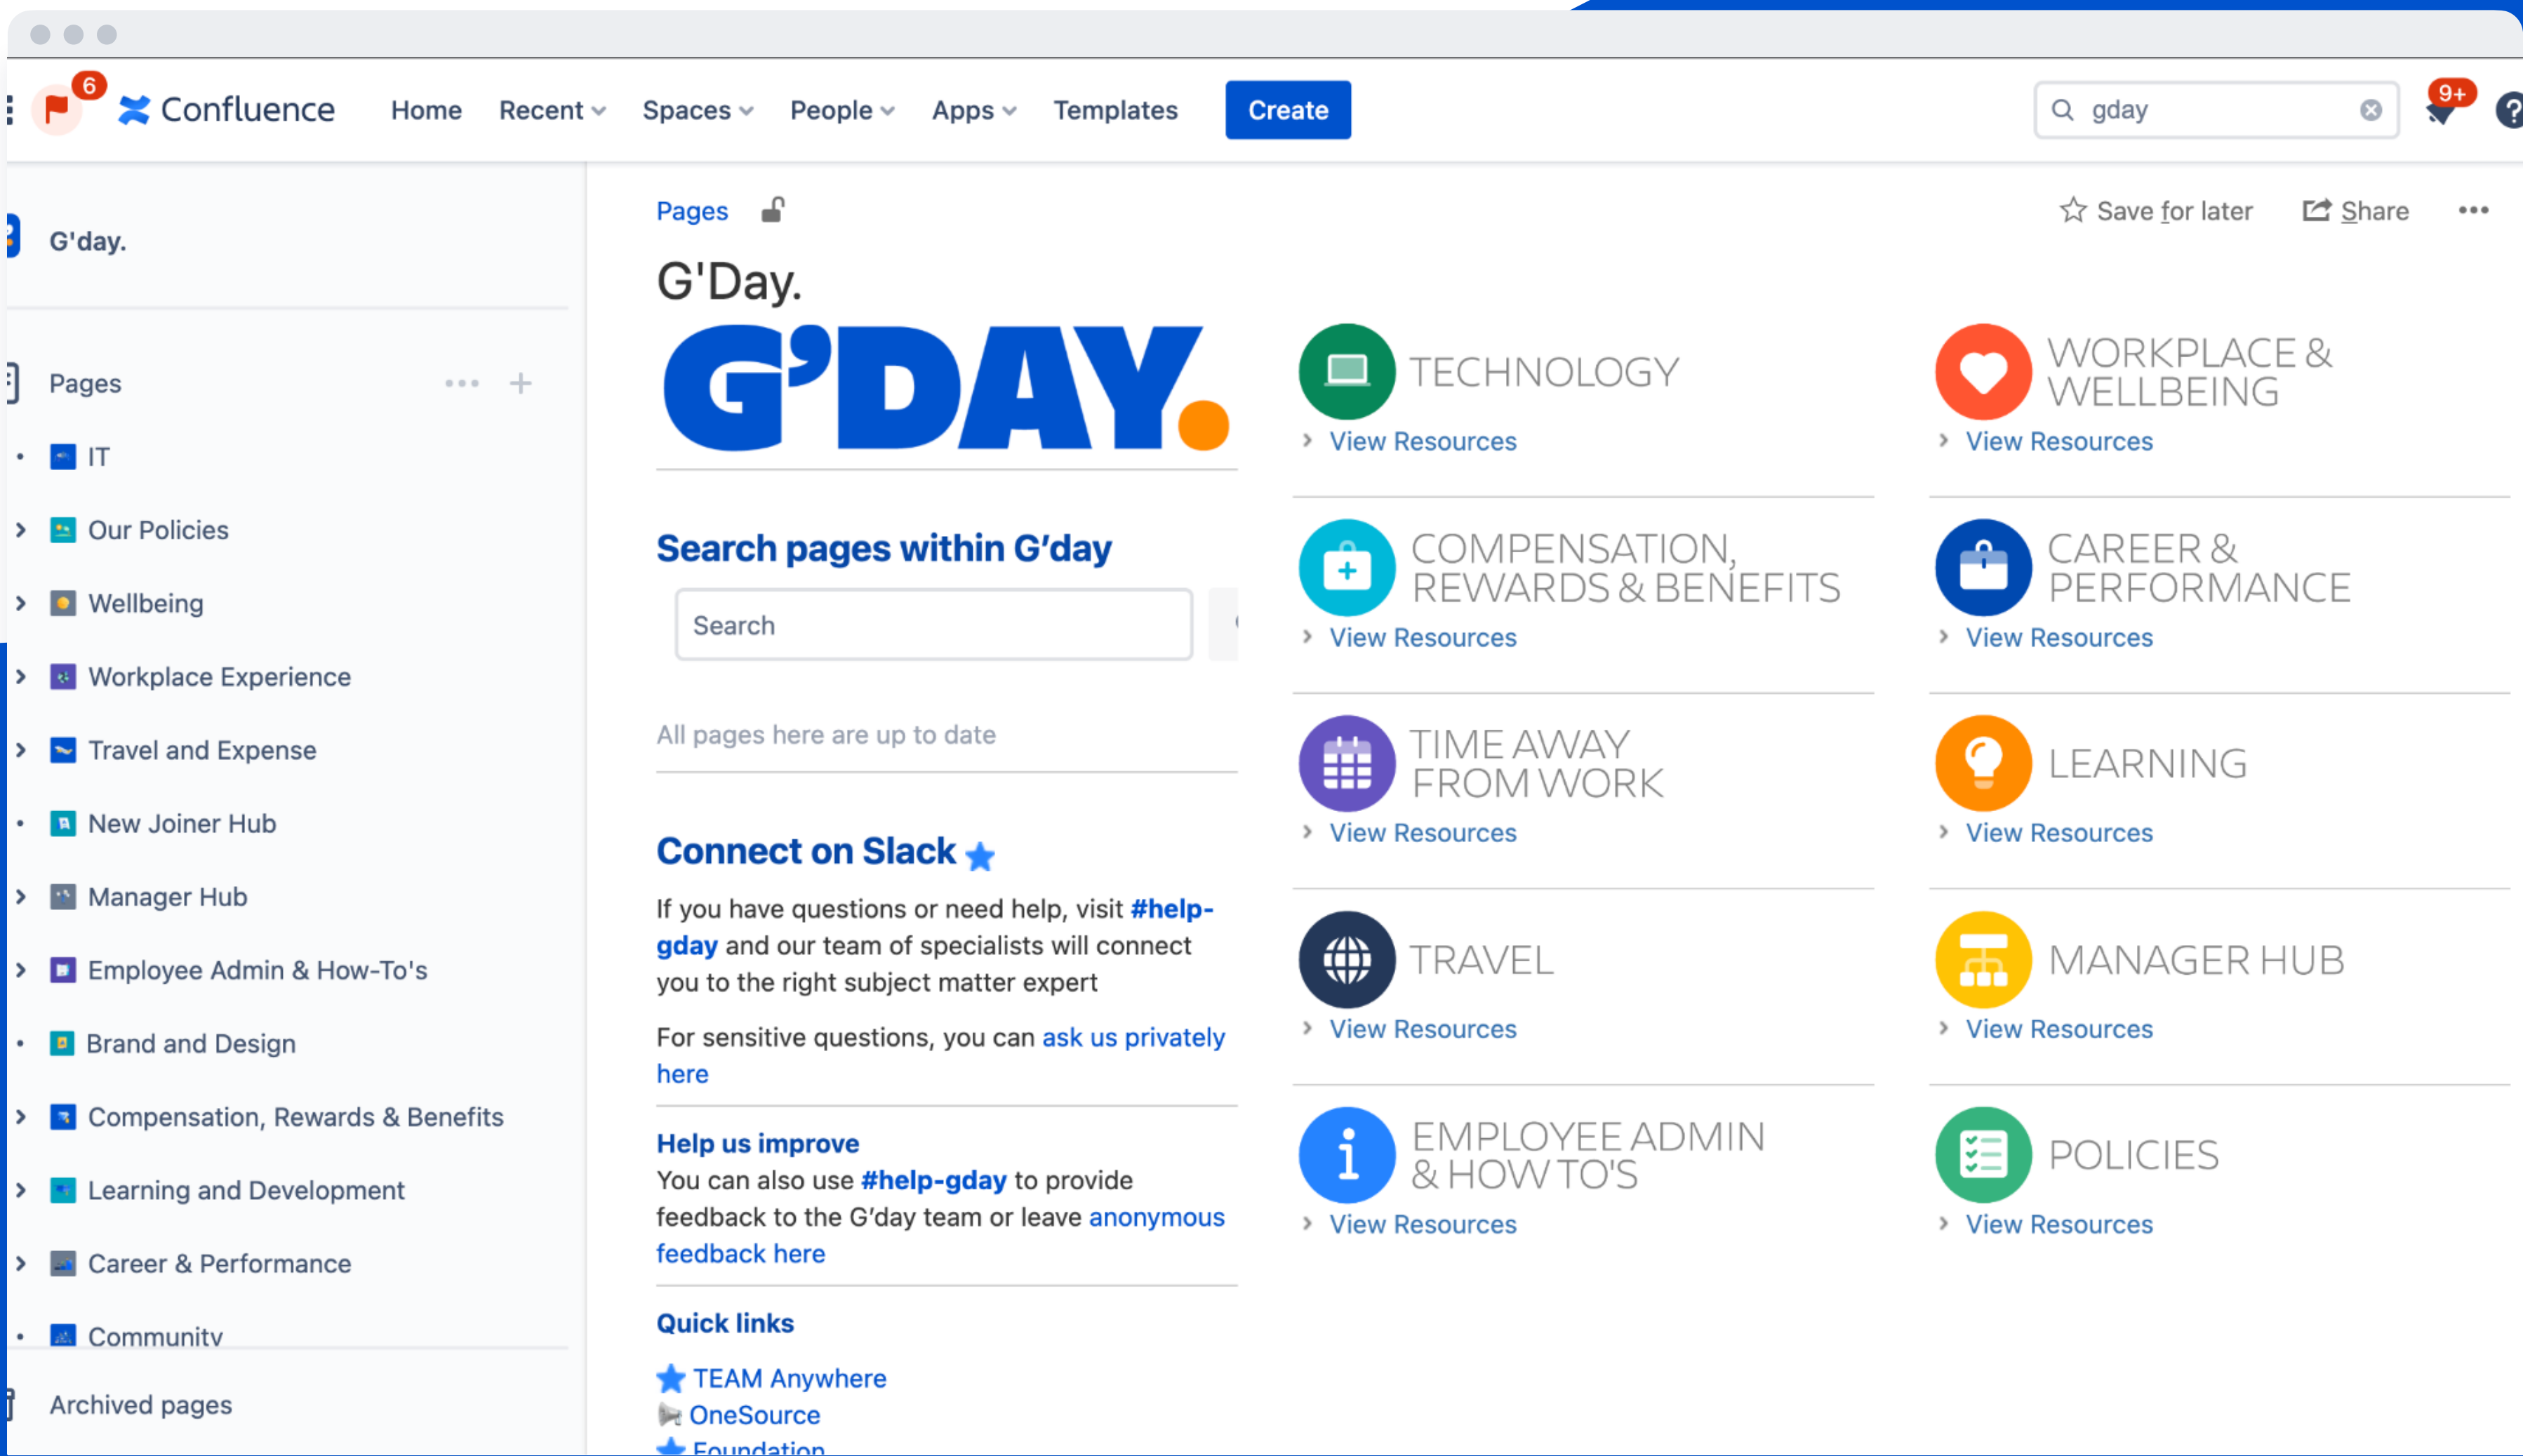 6
Confluence
Home
Recent
Spaces
People
Apps
Templates
Create
gday
9+
?
G'day.
Pages
IT
Our Policies
Wellbeing
Workplace Experience
Travel and Expense
New Joiner Hub
Manager Hub
Employee Admin & How-To's
Brand and Design
Compensation, Rewards & Benefits
Learning and Development
Career & Performance
Community
Archived pages
Pages
Save for later
Share
G'Day.
G’DAY.
Search pages within G’day
Search
All pages here are up to date
Connect on Slack
If you have questions or need help, visit #help-
gday and our team of specialists will connect
you to the right subject matter expert
For sensitive questions, you can ask us privately
here
Help us improve
You can also use #help-gday to provide
feedback to the G’day team or leave anonymous
feedback here
Quick links
TEAM Anywhere
OneSource
Foundation
TECHNOLOGY
View Resources
COMPENSATION,
REWARDS & BENEFITS
View Resources
TIME AWAY
FROM WORK
View Resources
TRAVEL
View Resources
EMPLOYEE ADMIN
& HOW TO'S
View Resources
WORKPLACE &
WELLBEING
View Resources
CAREER &
PERFORMANCE
View Resources
LEARNING
View Resources
MANAGER HUB
View Resources
POLICIES
View Resources